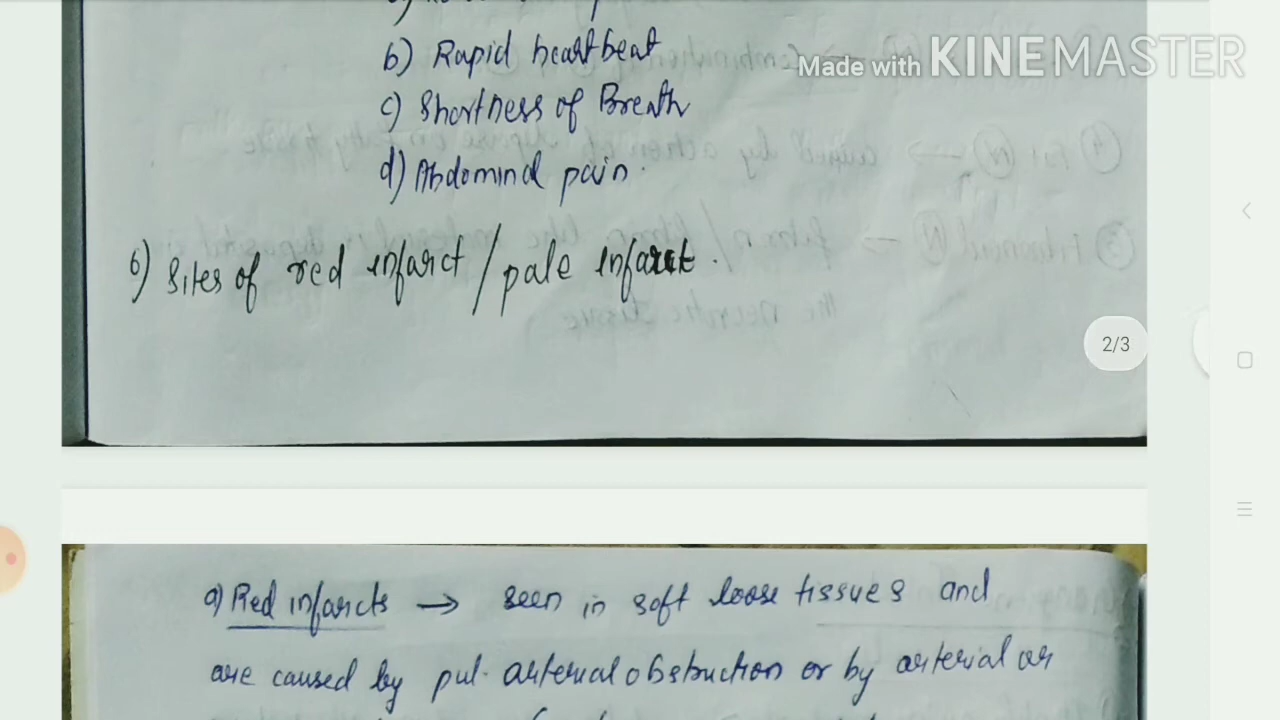 b) Rapid heartbeat
Made with KINEMASTER
c) Shortness of Breath
d) Abdominal pain.
6) Sites of red infarct / pale infarct.
2/3
a) Red infarcts → seen in soft loose tissues and
are caused by pul. arterial obstruction or by arterial or